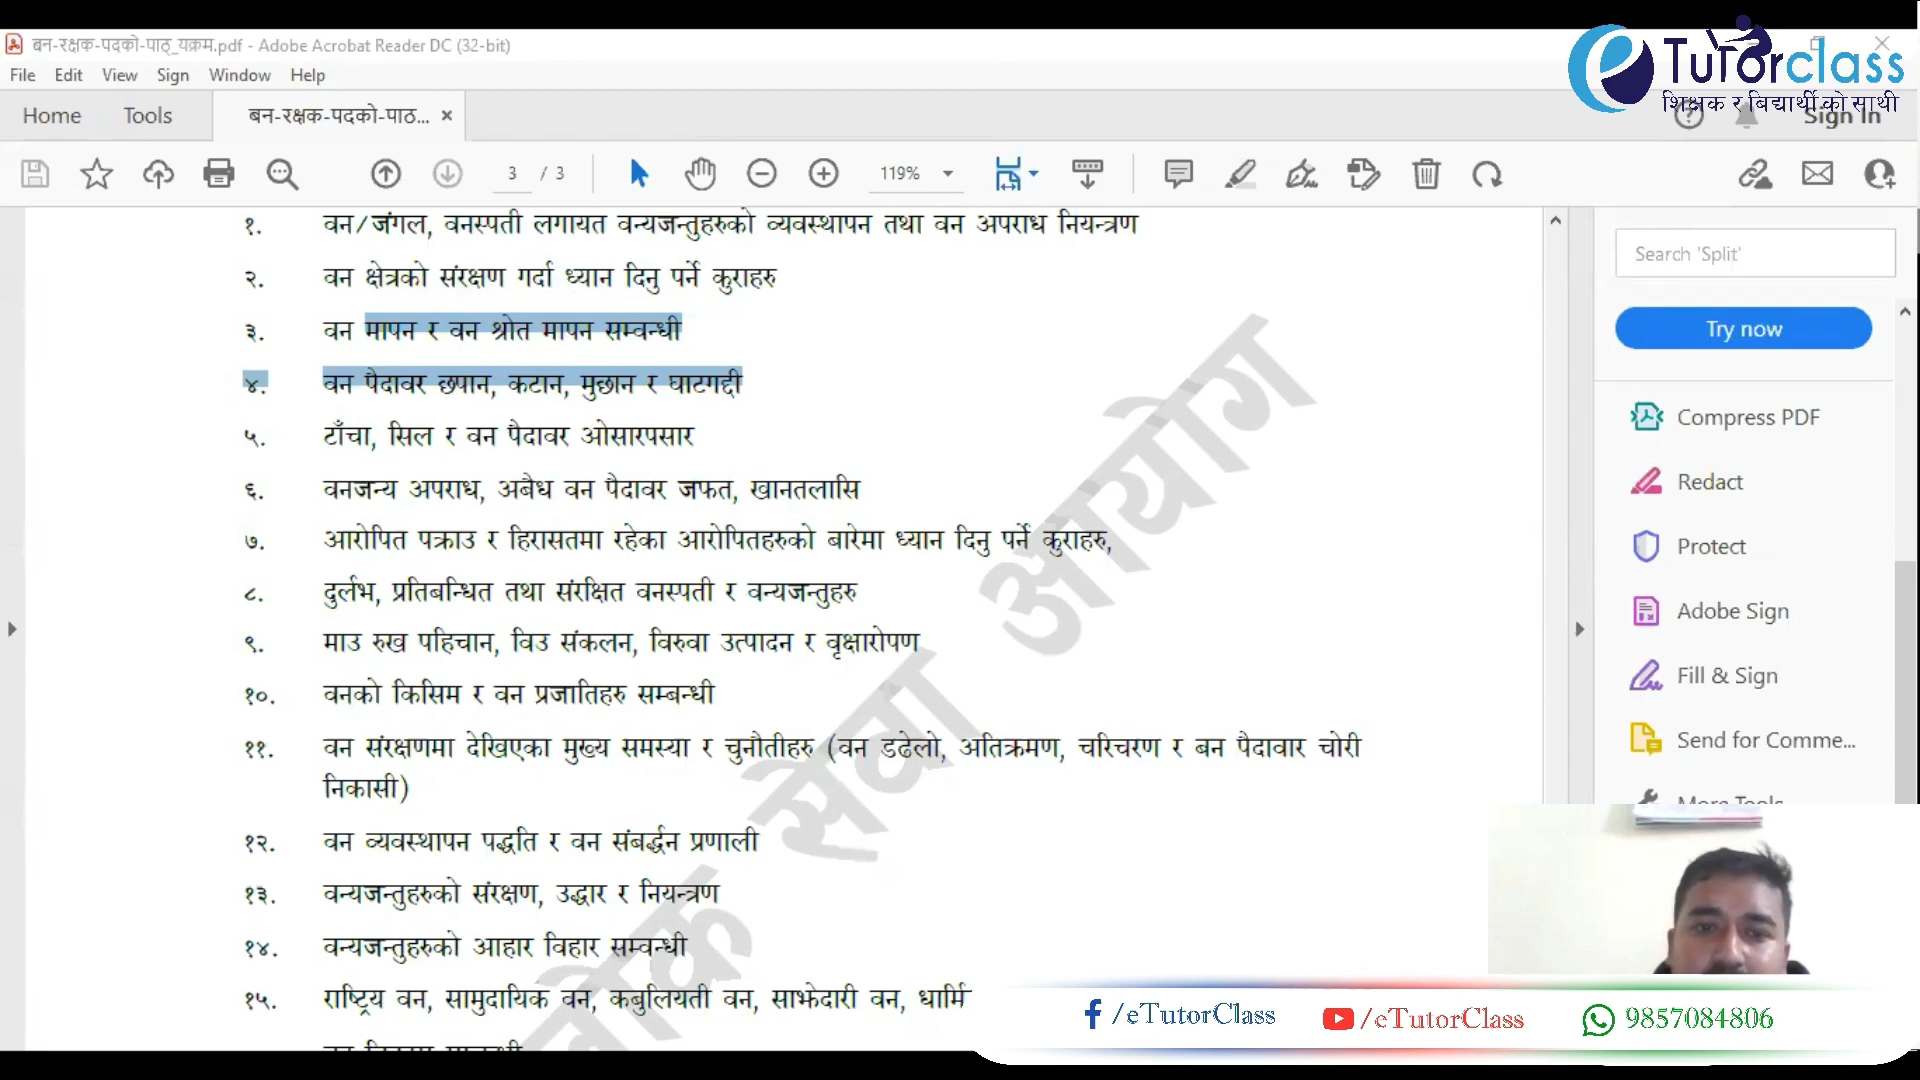 बन-रक्षक-पदको-पाठ्_यक्रम.pdf - Adobe Acrobat Reader DC (32-bit)
File Edit View Sign Window Help
Home Tools बन-रक्षक-पदको-पाठ... × Sign In
3 / 3 119%
eTutorclass
शिक्षक र विद्यार्थीको साथी
१. वन/जंगल, वनस्पती लगायत वन्यजन्तुहरुको व्यवस्थापन तथा वन अपराध नियन्त्रण
२. वन क्षेत्रको संरक्षण गर्दा ध्यान दिनु पर्ने कुराहरु
३. वन मापन र वन श्रोत मापन सम्वन्धी
४. वन पैदावर छपान, कटान, मुछान र घाटगद्दी
५. टाँचा, सिल र वन पैदावर ओसारपसार
६. वनजन्य अपराध, अबैध वन पैदावर जफत, खानतलासि
७. आरोपित पक्राउ र हिरासतमा रहेका आरोपितहरुको बारेमा ध्यान दिनु पर्ने कुराहरु,
८. दुर्लभ, प्रतिबन्धित तथा संरक्षित वनस्पती र वन्यजन्तुहरु
९. माउ रुख पहिचान, विउ संकलन, विरुवा उत्पादन र वृक्षारोपण
१०. वनको किसिम र वन प्रजातिहरु सम्बन्धी
११. वन संरक्षणमा देखिएका मुख्य समस्या र चुनौतीहरु (वन डढेलो, अतिक्रमण, चरिचरण र बन पैदावार चोरी
निकासी)
१२. वन व्यवस्थापन पद्धति र वन संबर्द्धन प्रणाली
१३. वन्यजन्तुहरुको संरक्षण, उद्धार र नियन्त्रण
१४. वन्यजन्तुहरुको आहार विहार सम्वन्धी
१५. राष्ट्रिय वन, सामुदायिक वन, कबुलियती वन, साझेदारी वन, धार्मि
लोक सेवा आयोग
Search 'Split'
Try now
Compress PDF
Redact
Protect
Adobe Sign
Fill & Sign
Send for Comme...
More Tools
/eTutorClass /eTutorClass 9857084806